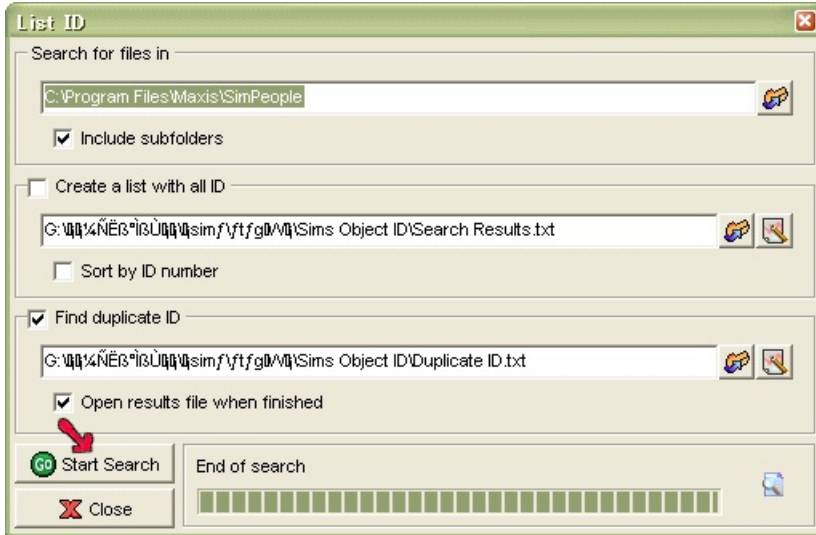 List ID
Search for files in
C:\Program Files\Maxis\SimPeople
Include subfolders
Create a list with all ID
Sims Object ID\Search Results.txt
Sort by ID number
Find duplicate ID
Sims Object ID\Duplicate ID.txt
Open results file when finished
GO Start Search
End of search
Close